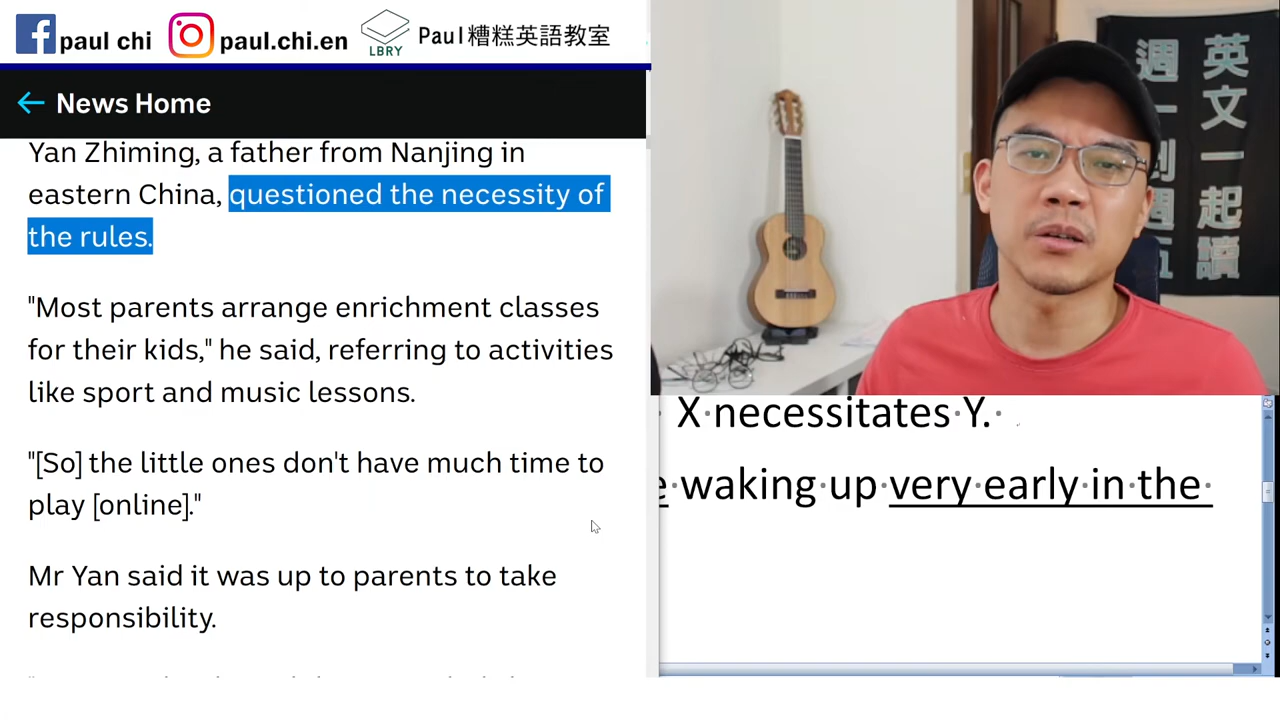 paul chi
paul.chi.en
LBRY
Paul糟糕英語教室
← News Home
Yan Zhiming, a father from Nanjing in
eastern China, questioned the necessity of
the rules.
"Most parents arrange enrichment classes
for their kids," he said, referring to activities
like sport and music lessons.
"[So] the little ones don't have much time to
play [online]."
Mr Yan said it was up to parents to take
responsibility.
英文一起讀
週一到週五
X necessitates Y.
e waking up very early in the